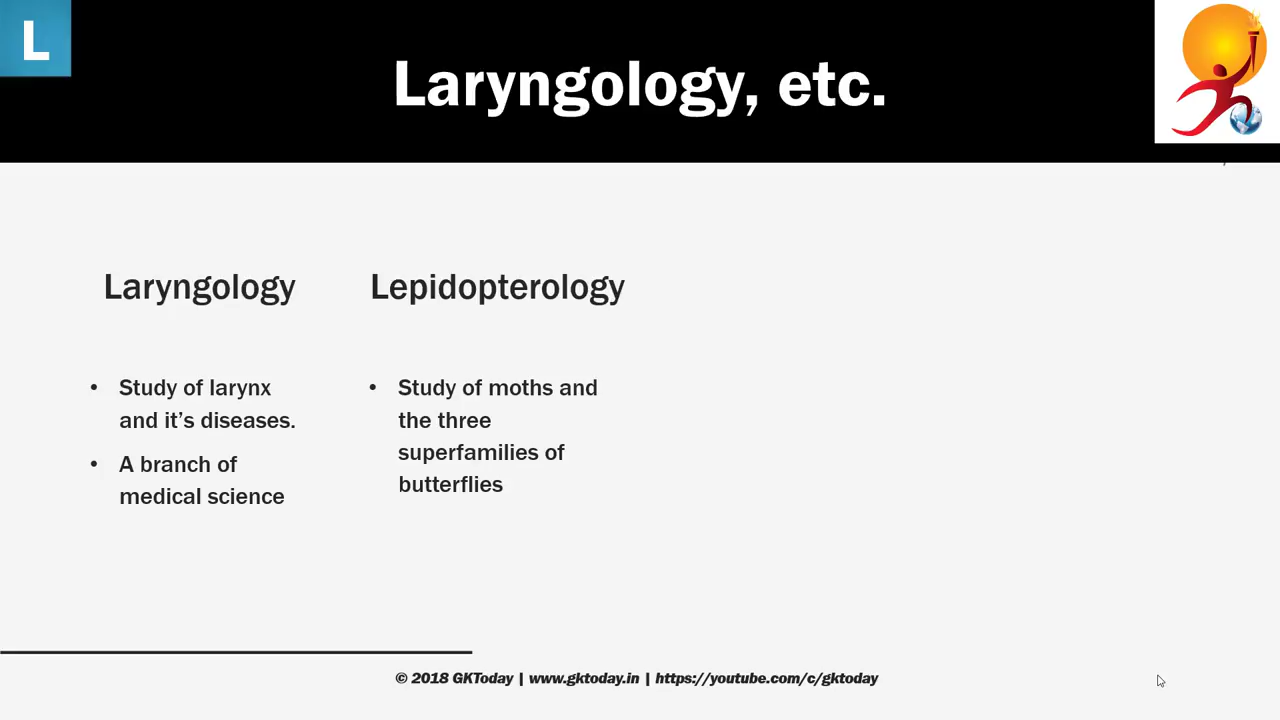 L
Laryngology, etc.
Laryngology
• Study of larynx
and it’s diseases.
• A branch of
medical science
Lepidopterology
• Study of moths and
the three
superfamilies of
butterflies
© 2018 GKToday | www.gktoday.in | https://youtube.com/c/gktoday